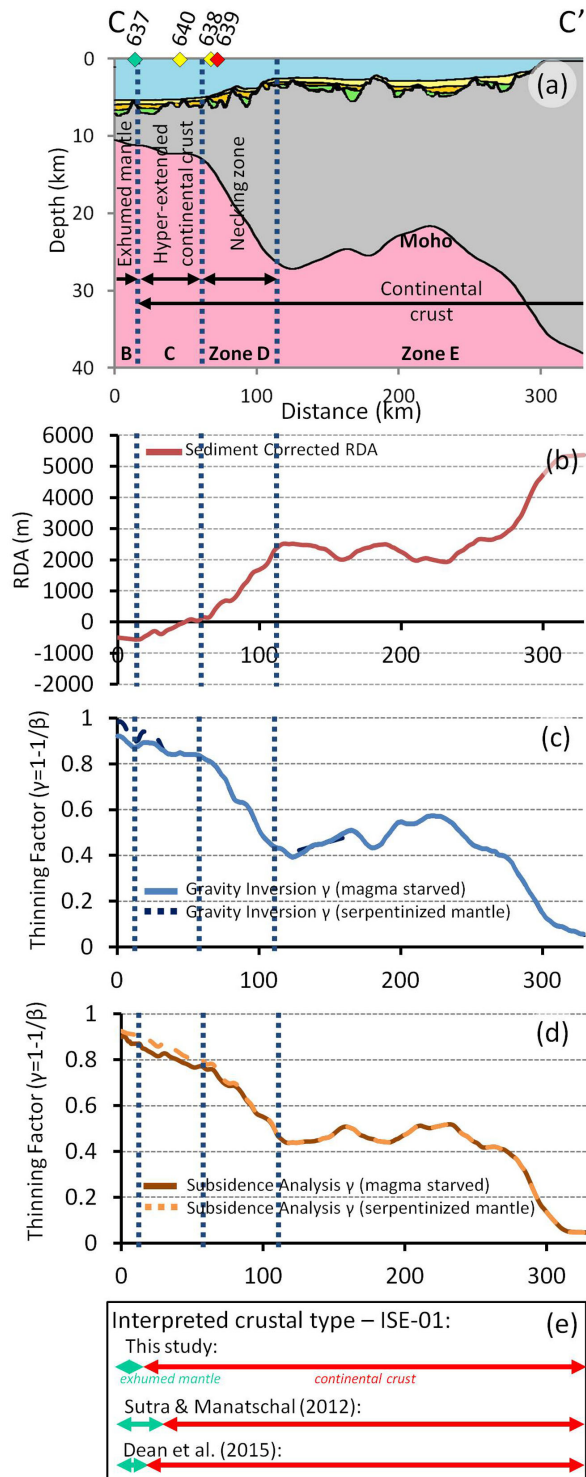 C C’
637 640 638 639
(a)
0
10
20
30
40
Depth (km)
Exhumed mantle
Hyper-extended
continental crust
Necking zone
Moho
Continental
crust
B C Zone D Zone E
0 100 200 300
Distance (km)
(b)
Sediment Corrected RDA
6000
5000
4000
3000
2000
1000
0
-1000
-2000
RDA (m)
0 100 200 300
(c)
1
0.8
0.6
0.4
0.2
0
Thinning Factor (γ=1-1/β)
Gravity Inversion γ (magma starved)
Gravity Inversion γ (serpentinized mantle)
0 100 200 300
(d)
1
0.8
0.6
0.4
0.2
0
Thinning Factor (γ=1-1/β)
Subsidence Analysis γ (magma starved)
Subsidence Analysis γ (serpentinized mantle)
0 100 200 300
Interpreted crustal type – ISE-01: (e)
This study:
exhumed mantle continental crust
Sutra & Manatschal (2012):
Dean et al. (2015):